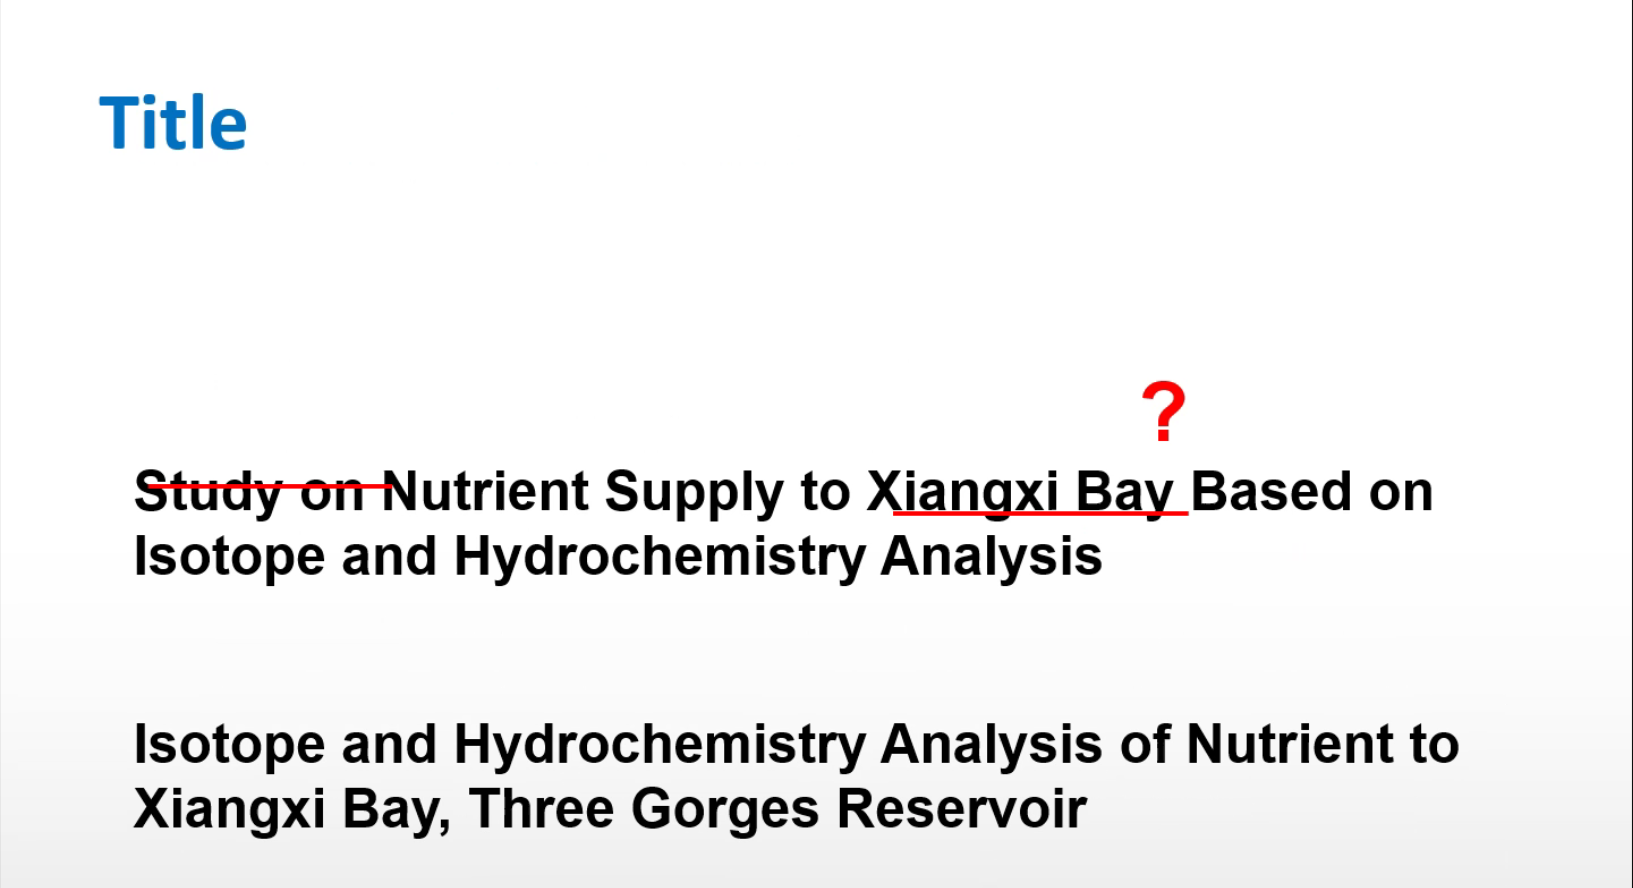 Title
?
Study on Nutrient Supply to Xiangxi Bay Based on
Isotope and Hydrochemistry Analysis
Isotope and Hydrochemistry Analysis of Nutrient to
Xiangxi Bay, Three Gorges Reservoir